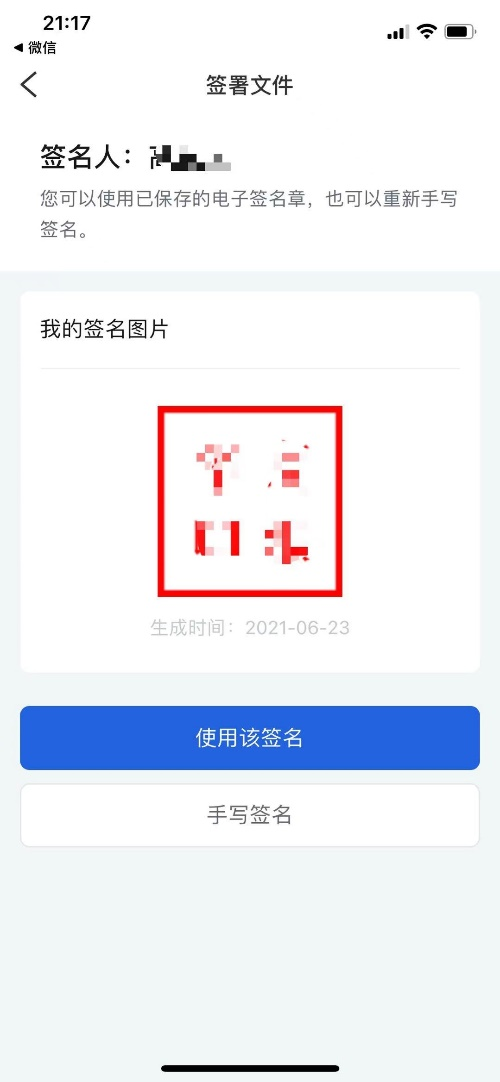 21:17
◀ 微信
签署文件
签名人：
您可以使用已保存的电子签名章，也可以重新手写
签名。
我的签名图片
生成时间：2021-06-23
使用该签名
手写签名